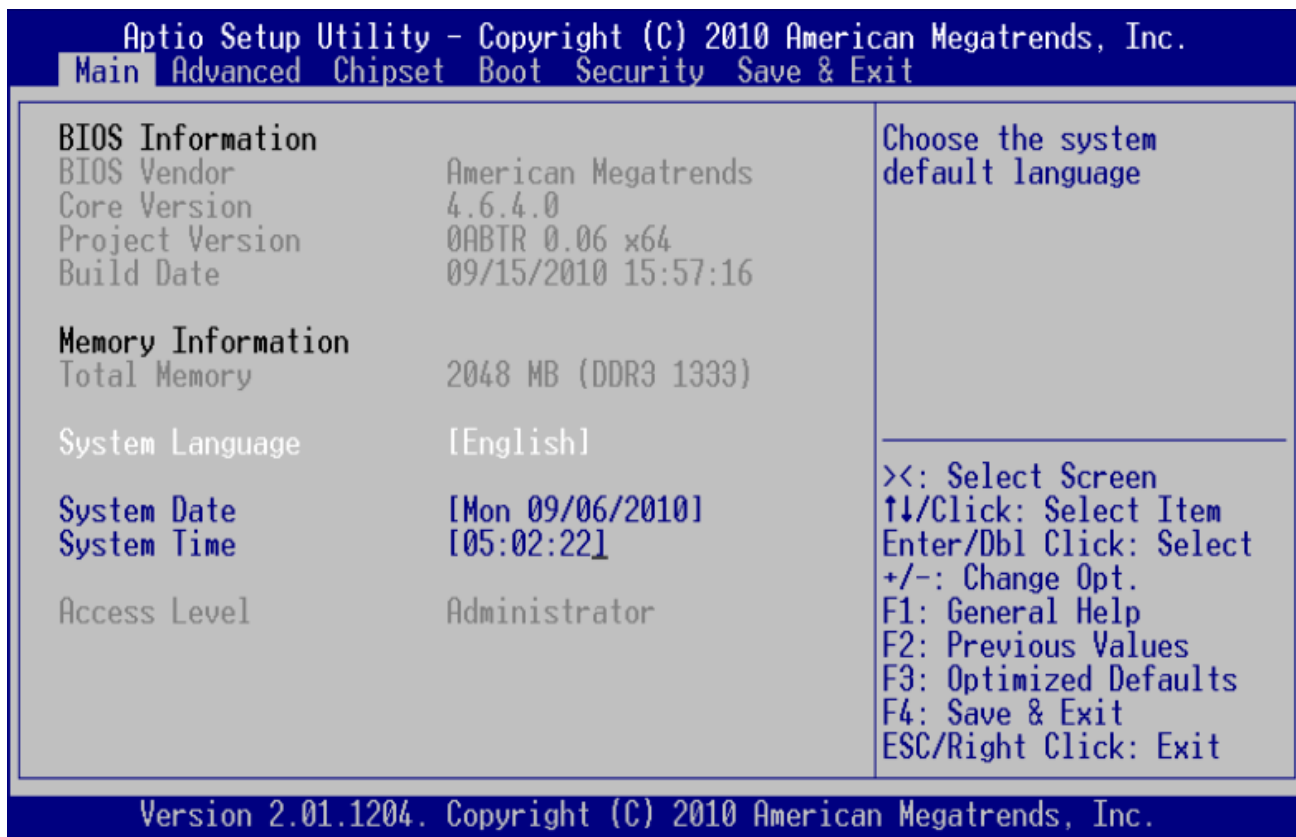 Aptio Setup Utility - Copyright (C) 2010 American Megatrends, Inc.
Main Advanced Chipset Boot Security Save & Exit
BIOS Information
BIOS Vendor American Megatrends
Core Version 4.6.4.0
Project Version 0ABTR 0.06 x64
Build Date 09/15/2010 15:57:16
Memory Information
Total Memory 2048 MB (DDR3 1333)
System Language [English]
System Date [Mon 09/06/2010]
System Time [05:02:22]
Access Level Administrator
Choose the system
default language
><: Select Screen
↑↓/Click: Select Item
Enter/Dbl Click: Select
+/-: Change Opt.
F1: General Help
F2: Previous Values
F3: Optimized Defaults
F4: Save & Exit
ESC/Right Click: Exit
Version 2.01.1204. Copyright (C) 2010 American Megatrends, Inc.